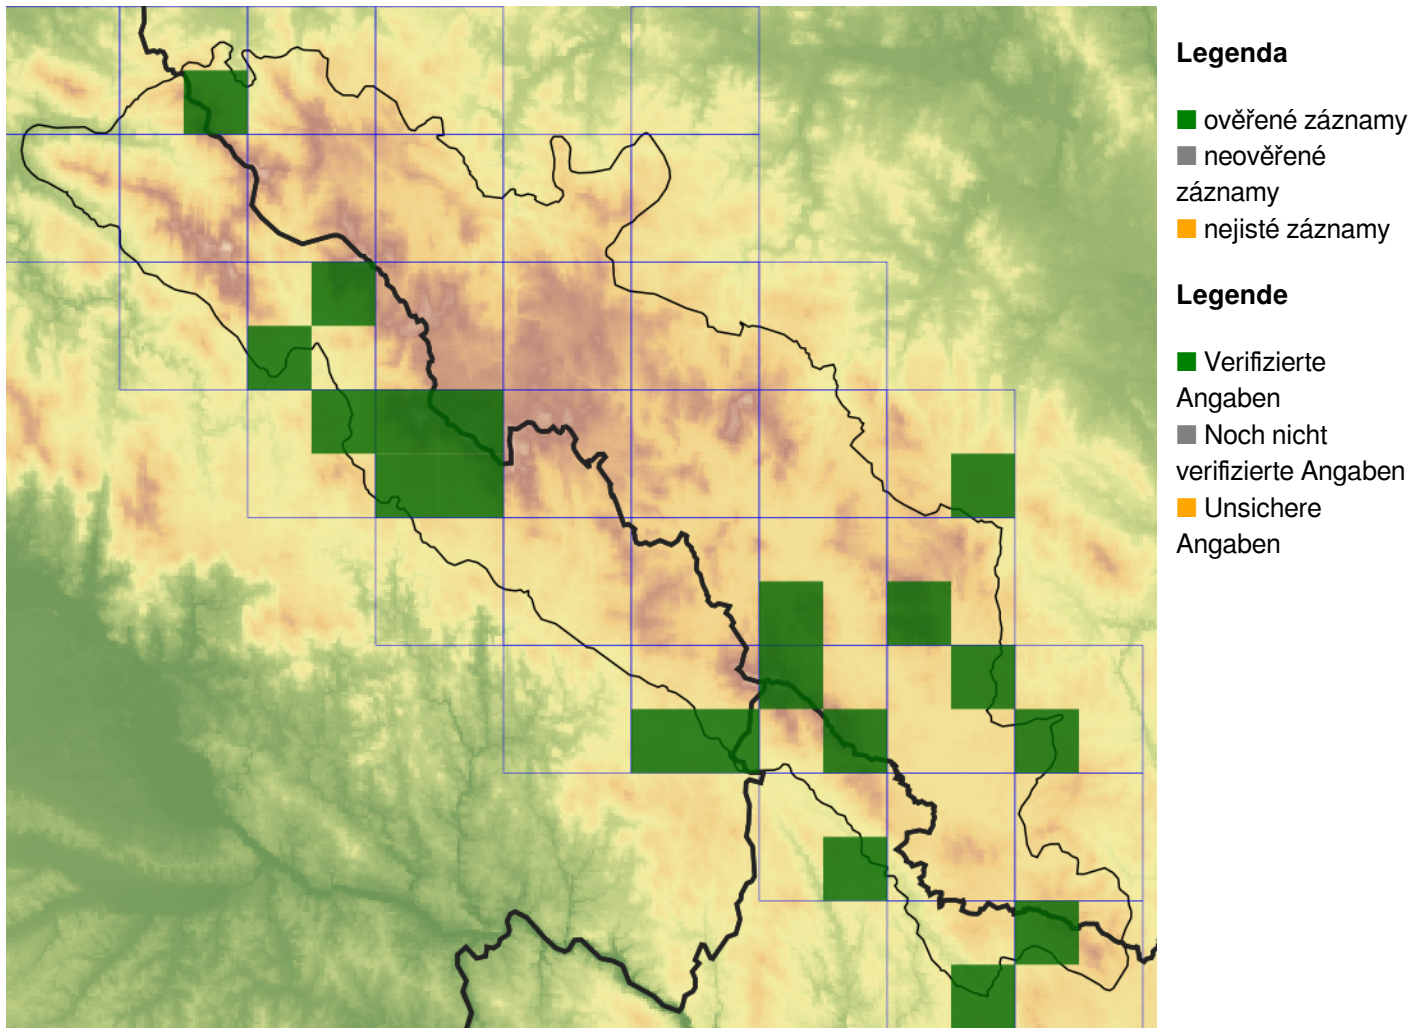 Legenda
ověřené záznamy
neověřené
záznamy
nejisté záznamy
Legende
Verifizierte
Angaben
Noch nicht
verifizierte Angaben
Unsichere
Angaben